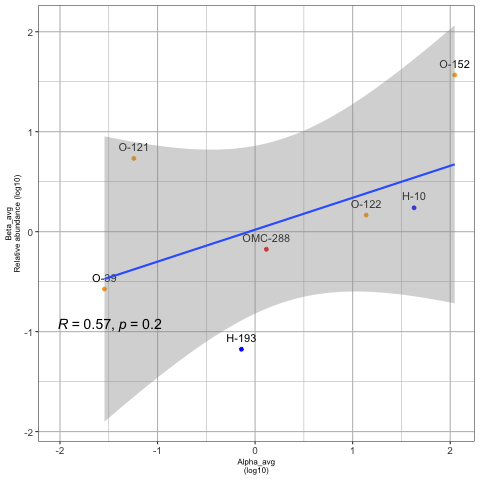 2
1
0
-1
-2
-2
-1
0
1
2
Beta_avg
Relative abundance (log10)
Alpha_avg
(log10)
O-152
O-121
H-10
O-122
OMC-288
O-39
R = 0.57, p = 0.2
H-193